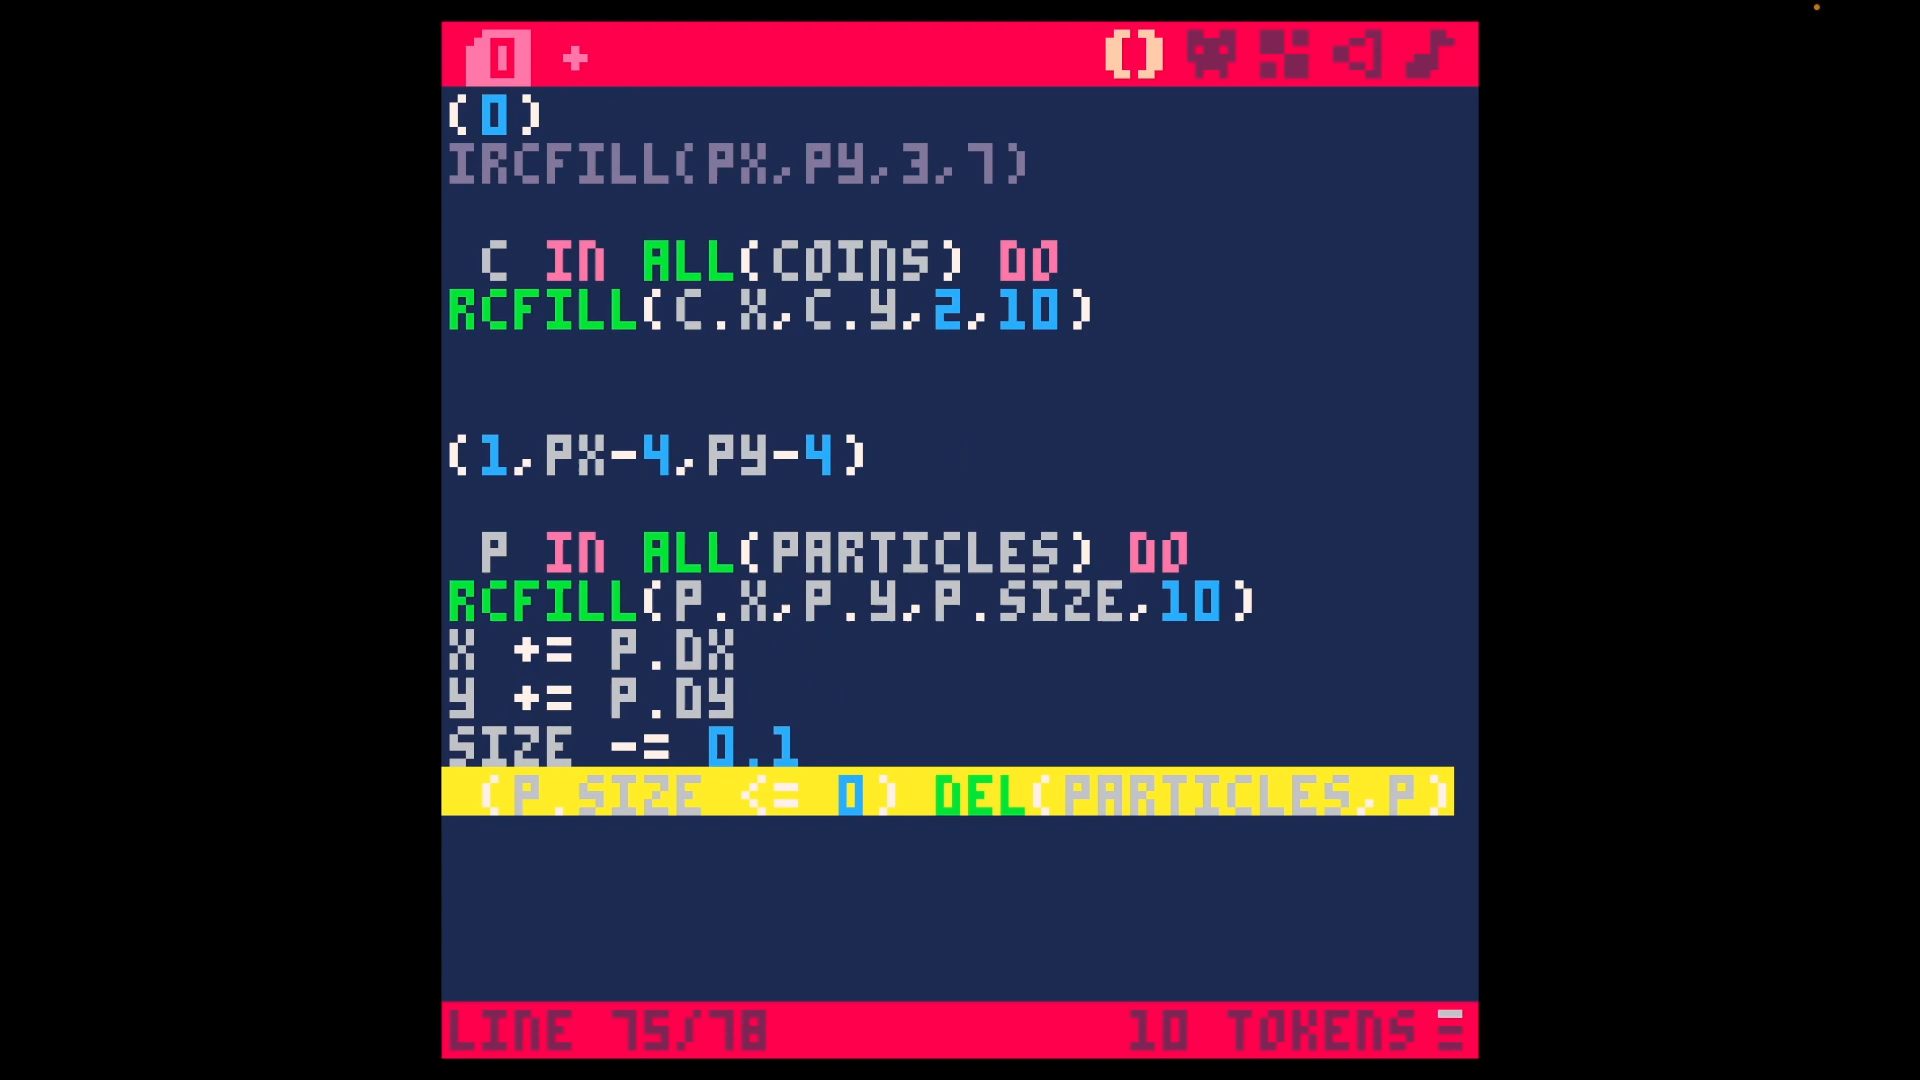 0 +
(0)
IRCFILL(PX,PY,3,7)
C IN ALL(COINS) DO
RCFILL(C.X,C.Y,2,10)
(1,PX-4,PY-4)
P IN ALL(PARTICLES) DO
RCFILL(P.X,P.Y,P.SIZE,10)
X += P.DX
Y += P.DY
SIZE -= 0.1
(P.SIZE <= 0) DEL(PARTICLES,P)
LINE 75/78 10 TOKENS